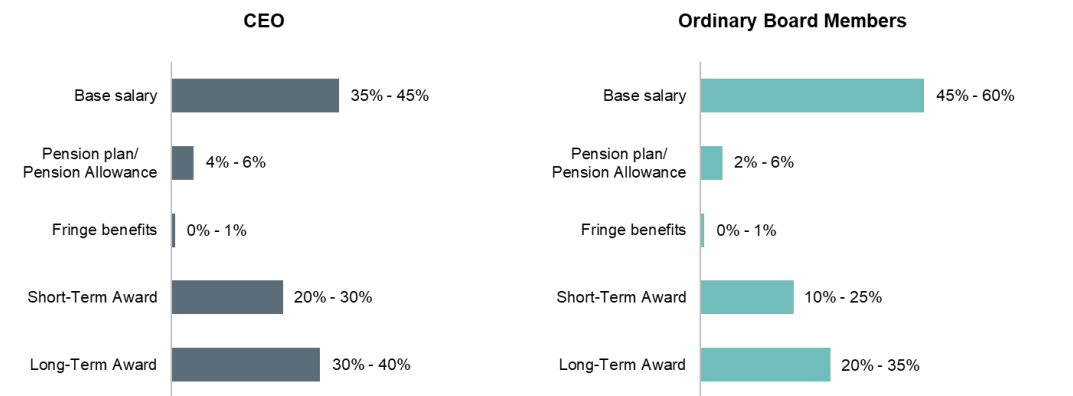 CEO
Base salary
35% - 45%
Pension plan/
Pension Allowance
4% - 6%
Fringe benefits
0% - 1%
Short-Term Award
20% - 30%
Long-Term Award
30% - 40%
Ordinary Board Members
Base salary
45% - 60%
Pension plan/
Pension Allowance
2% - 6%
Fringe benefits
0% - 1%
Short-Term Award
10% - 25%
Long-Term Award
20% - 35%